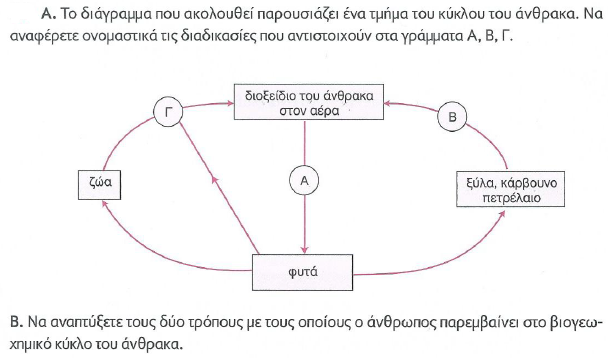 Α. Το διάγραμμα που ακολουθεί παρουσιάζει ένα τμήμα του κύκλου του άνθρακα. Να
αναφέρετε ονομαστικά τις διαδικασίες που αντιστοιχούν στα γράμματα Α, Β, Γ.
διοξείδιο του άνθρακα
στον αέρα
Γ
Β
ζώα
Α
ξύλα, κάρβουνο
πετρέλαιο
φυτά
Β. Να αναπτύξετε τους δύο τρόπους με τους οποίους ο άνθρωπος παρεμβαίνει στο βιογεω-
χημικό κύκλο του άνθρακα.